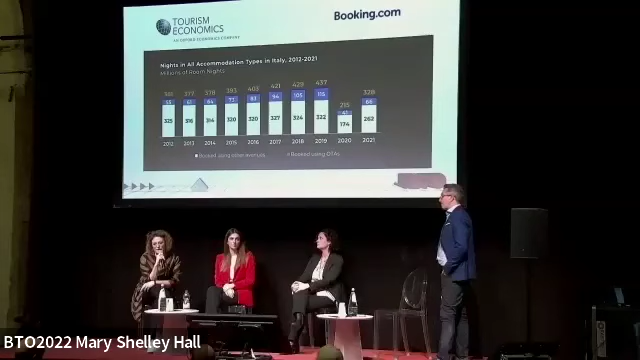 TOURISM
ECONOMICS
AN OXFORD ECONOMICS COMPANY
Booking.com
Nights in All Accommodation Types in Italy, 2012-2021
Millions of Room Nights
377 378 393 403 421 429 437 215 328
61 64 73 83 94 105 115 41 66
325 316 314 320 320 327 324 322 174 262
2012 2013 2014 2015 2016 2017 2018 2019 2020 2021
Booked using other methods Booked using OTAs
BTO2022 Mary Shelley Hall